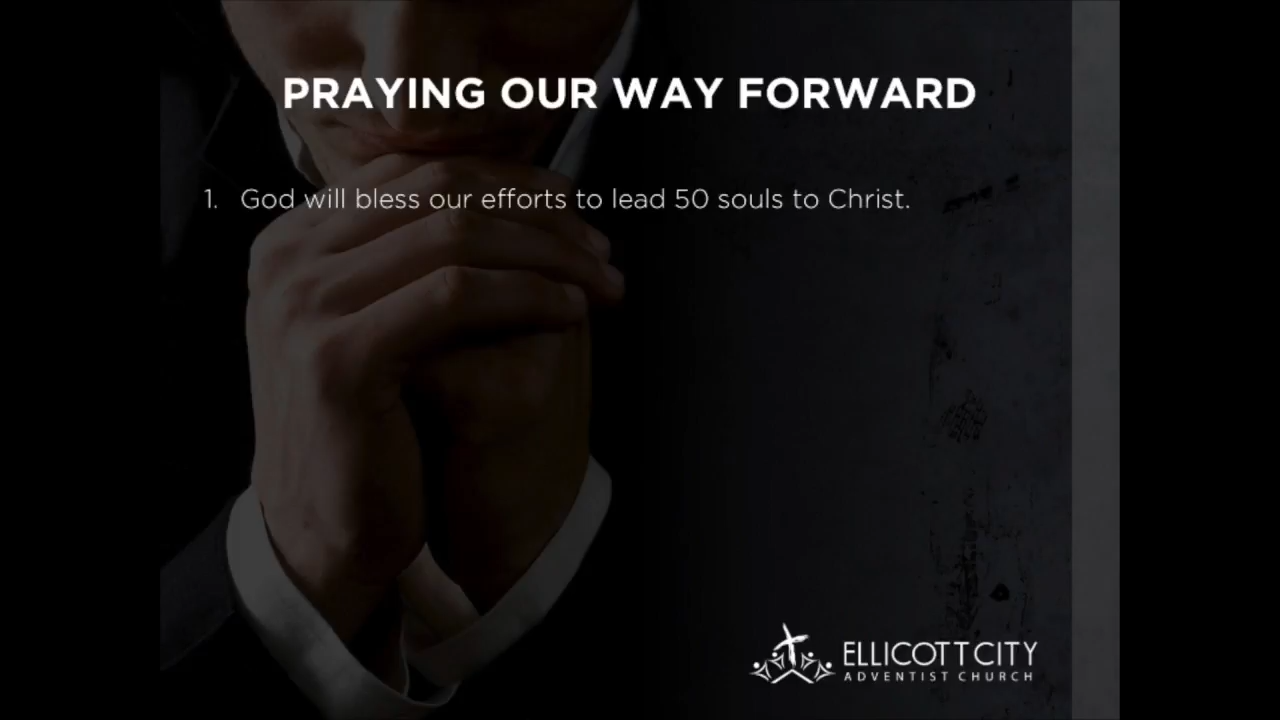 PRAYING OUR WAY FORWARD
1. God will bless our efforts to lead 50 souls to Christ.
ELLICOTT CITY
ADVENTIST CHURCH